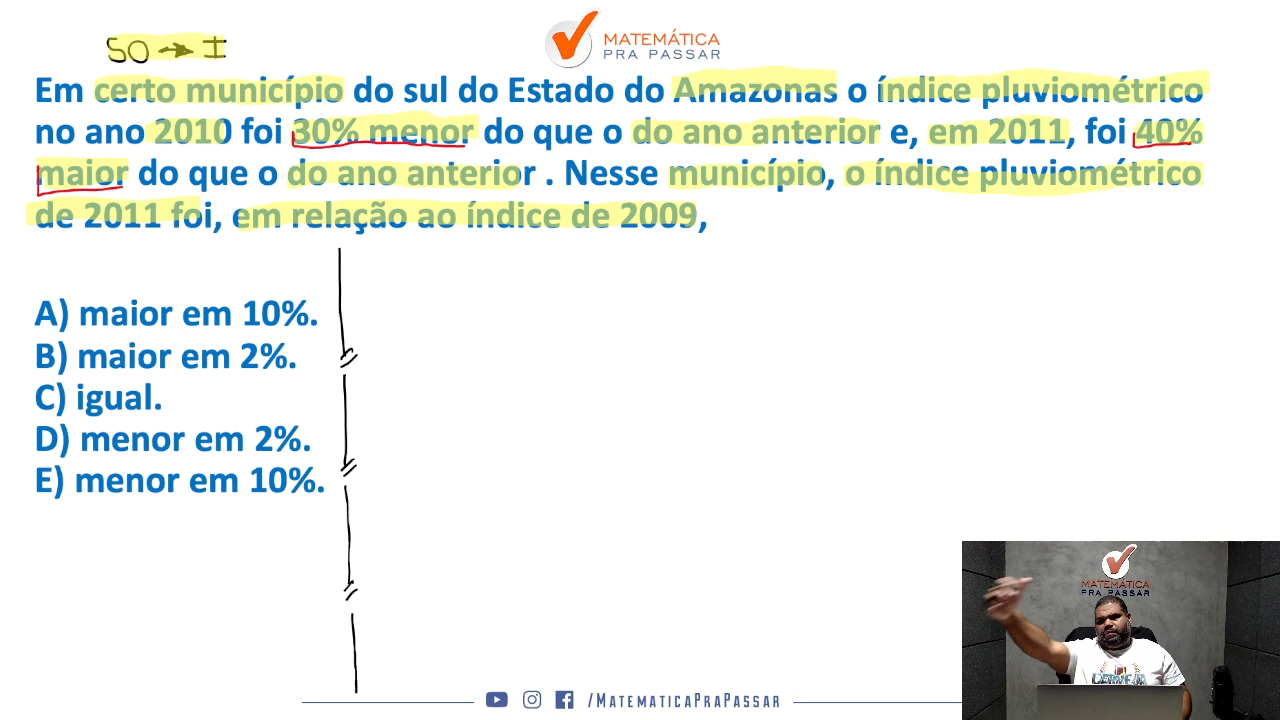 SO → I
MATEMÁTICA
PRA PASSAR
Em certo município do sul do Estado do Amazonas o índice pluviométrico
no ano 2010 foi 30% menor do que o do ano anterior e, em 2011, foi 40%
maior do que o do ano anterior . Nesse município, o índice pluviométrico
de 2011 foi, em relação ao índice de 2009,
A) maior em 10%.
B) maior em 2%.
C) igual.
D) menor em 2%.
E) menor em 10%.
MATEMÁTICA
PRA PASSAR
/MATEMATICAPRAPASSAR